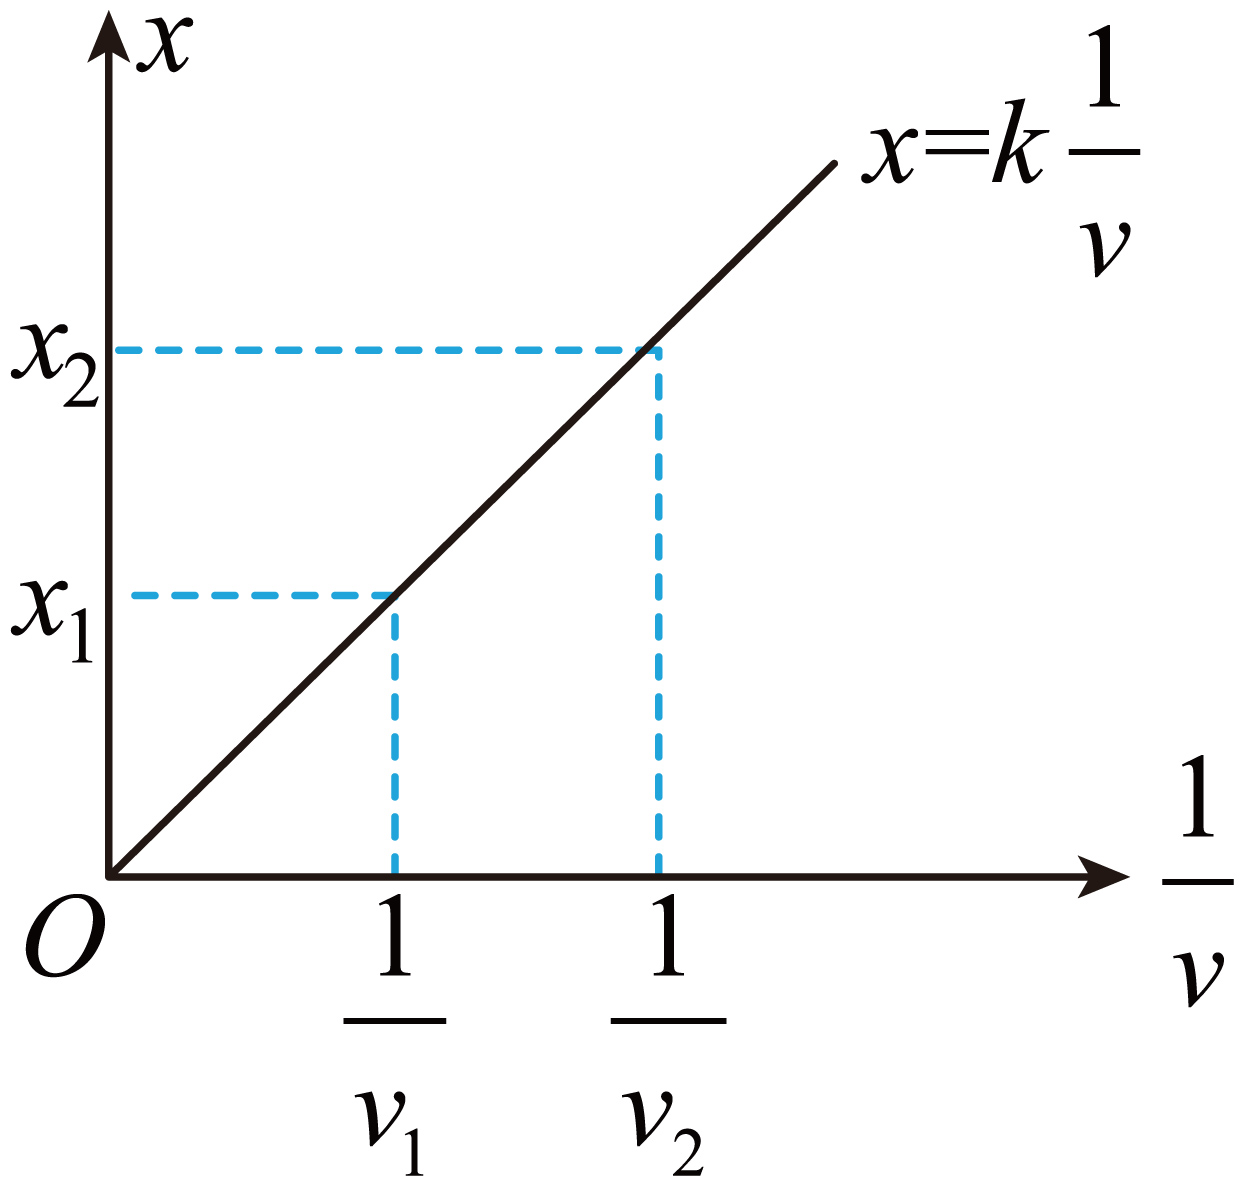 x
x=k 1/v
x₂
x₁
O
1/v₁
1/v₂
1/v